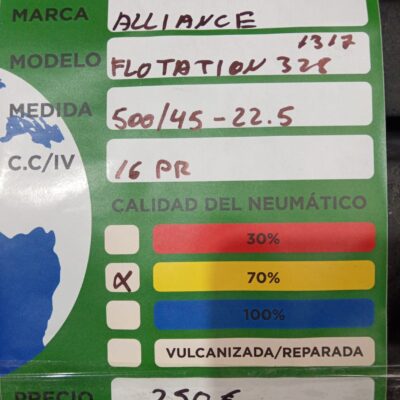 MARCA ALLIANCE
1317
MODELO FLOTATION 328
MEDIDA 500/45-22.5
C.C/IV 16 PR
CALIDAD DEL NEUMÁTICO
30%
X 70%
100%
VULCANIZADA/REPARADA
PRECIO 250 €